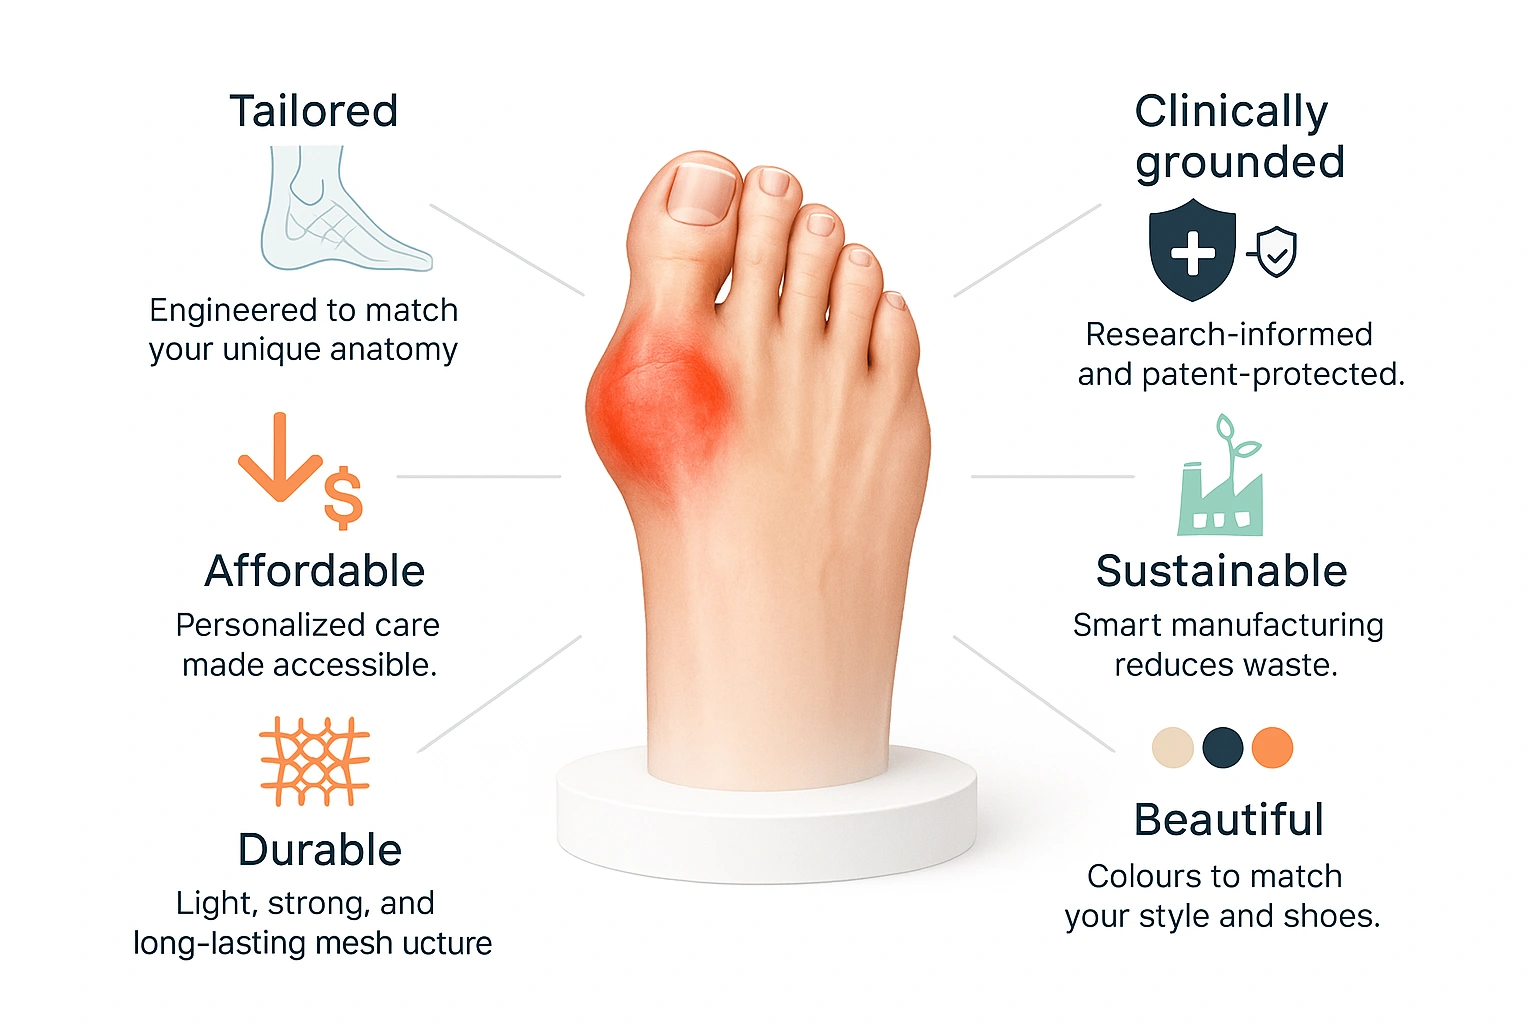 Tailored
Engineered to match
your unique anatomy
$
Affordable
Personalized care
made accessible.
Durable
Light, strong, and
long-lasting mesh ucture
Clinically
grounded
Research-informed
and patent-protected.
Sustainable
Smart manufacturing
reduces waste.
Beautiful
Colours to match
your style and shoes.